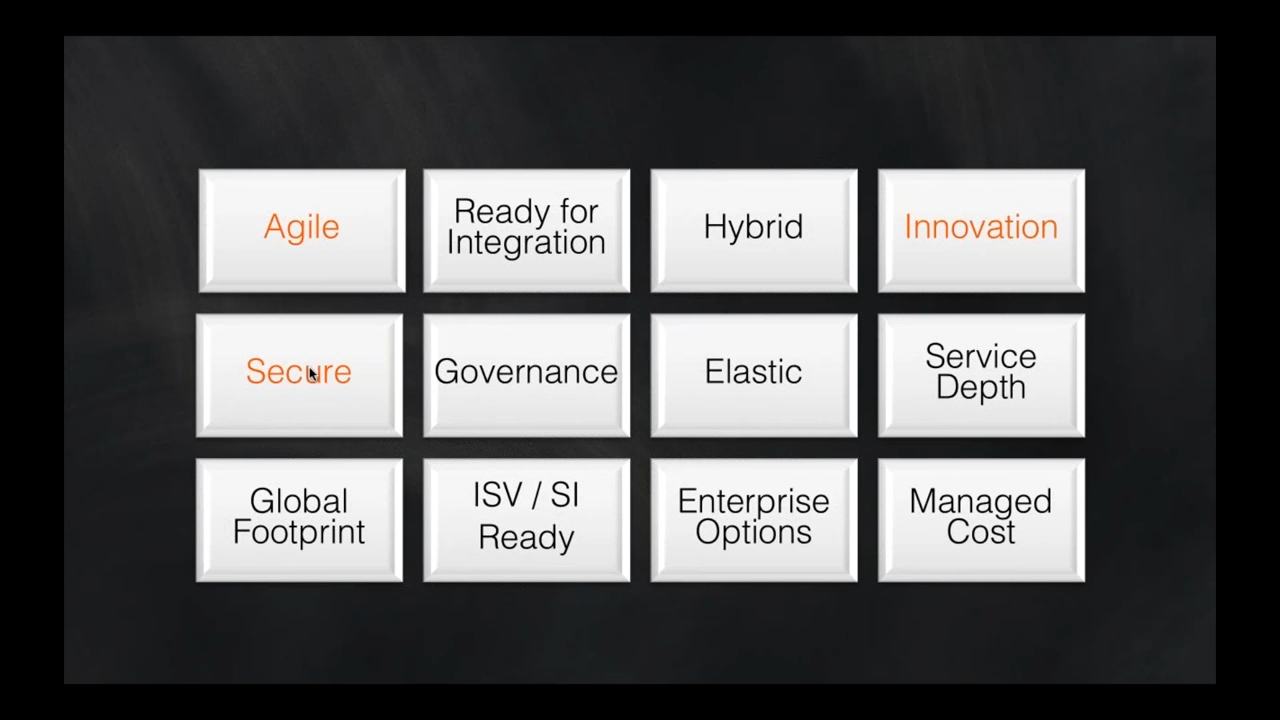 Agile
Ready for
Integration
Hybrid
Innovation
Secure
Governance
Elastic
Service
Depth
Global
Footprint
ISV / SI
Ready
Enterprise
Options
Managed
Cost